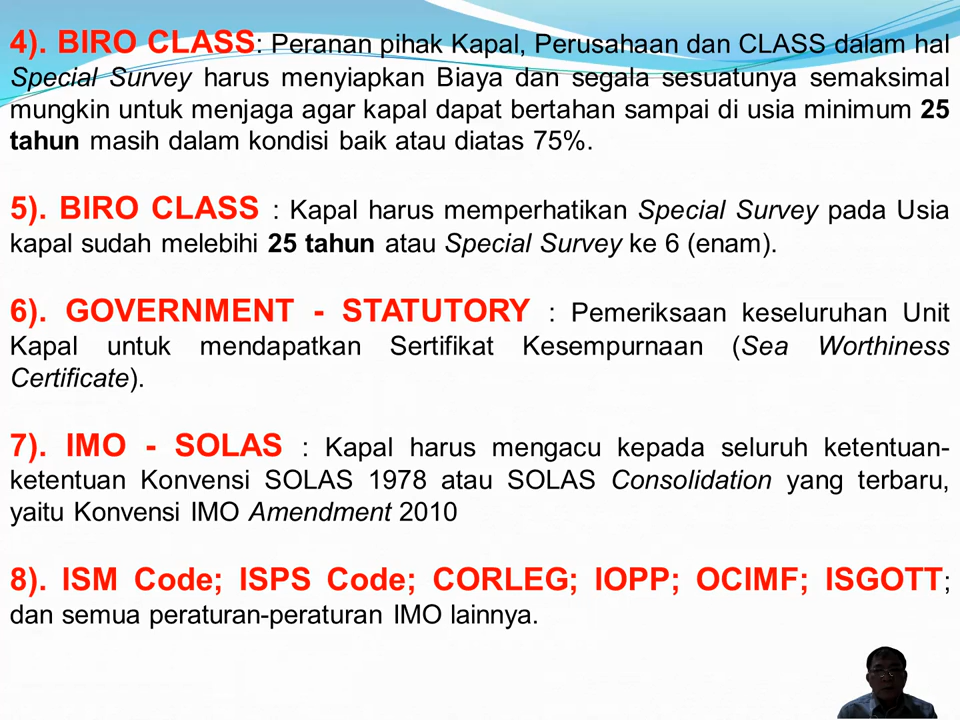 4). BIRO CLASS: Peranan pihak Kapal, Perusahaan dan CLASS dalam hal
Special Survey harus menyiapkan Biaya dan segala sesuatunya semaksimal
mungkin untuk menjaga agar kapal dapat bertahan sampai di usia minimum 25
tahun masih dalam kondisi baik atau diatas 75%.
5). BIRO CLASS : Kapal harus memperhatikan Special Survey pada Usia
kapal sudah melebihi 25 tahun atau Special Survey ke 6 (enam).
6). GOVERNMENT - STATUTORY : Pemeriksaan keseluruhan Unit
Kapal untuk mendapatkan Sertifikat Kesempurnaan (Sea Worthiness
Certificate).
7). IMO - SOLAS : Kapal harus mengacu kepada seluruh ketentuan-
ketentuan Konvensi SOLAS 1978 atau SOLAS Consolidation yang terbaru,
yaitu Konvensi IMO Amendment 2010
8). ISM Code; ISPS Code; CORLEG; IOPP; OCIMF; ISGOTT;
dan semua peraturan-peraturan IMO lainnya.